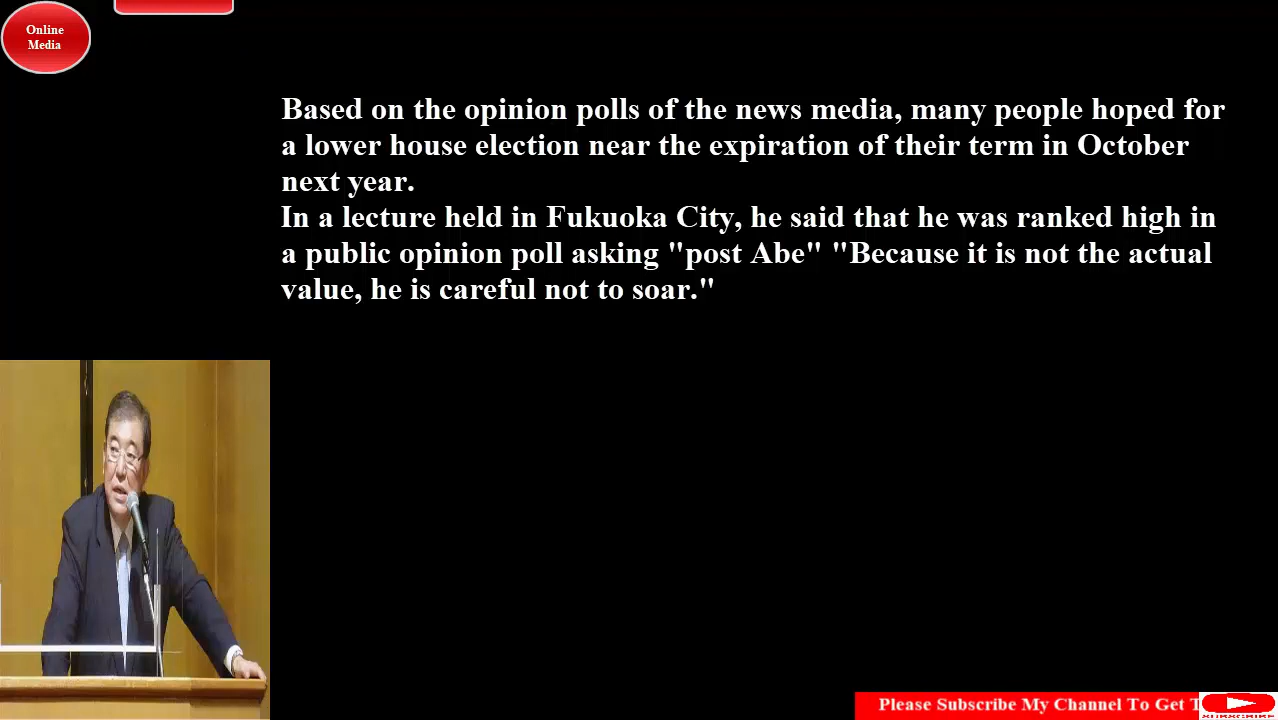 Online
Media
Based on the opinion polls of the news media, many people hoped for
a lower house election near the expiration of their term in October
next year.
In a lecture held in Fukuoka City, he said that he was ranked high in
a public opinion poll asking "post Abe" "Because it is not the actual
value, he is careful not to soar."
Please Subscribe My Channel To Get T
SUBSCRIBE